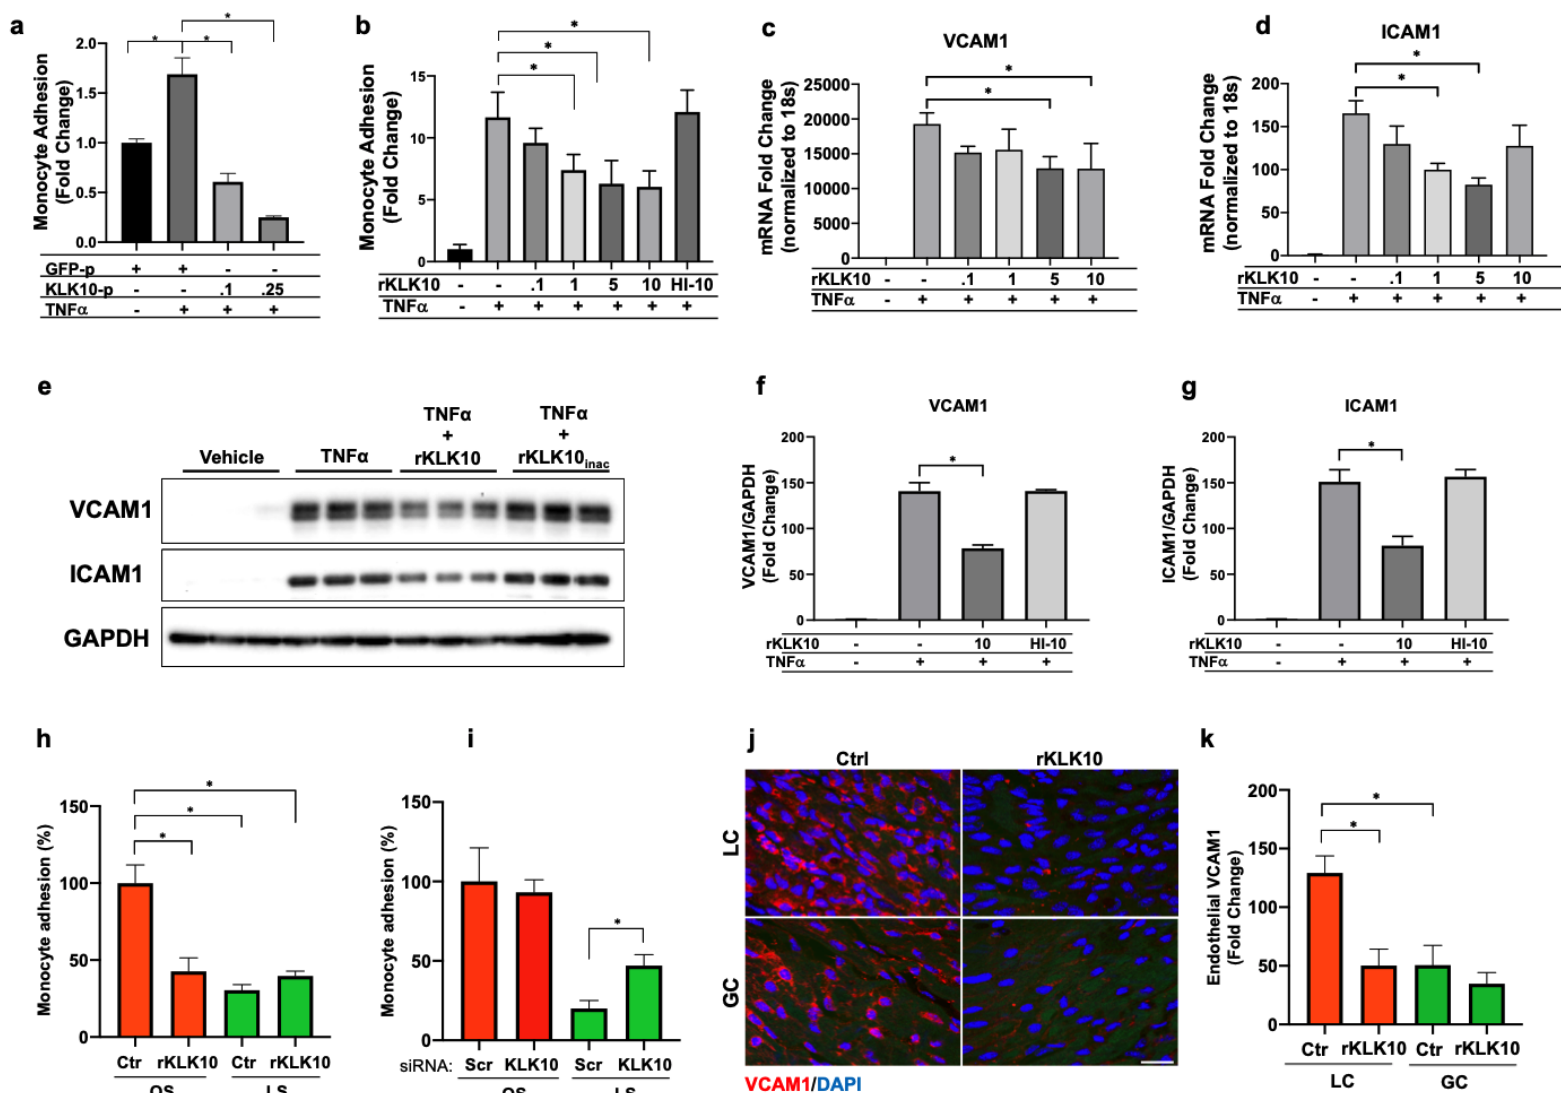 a
Monocyte Adhesion
(Fold Change)
2.0
1.5
1.0
0.5
0.0
* * *
GFP-p + + - -
KLK10-p - - .1 .25
TNFα - + + +
b
Monocyte Adhesion
(Fold Change)
15
10
5
0
* * *
rKLK10 - - .1 1 5 10 HI-10
TNFα - + + + + + +
c
VCAM1
mRNA Fold Change
(normalized to 18s)
25000
20000
15000
10000
5000
0
* *
rKLK10 - - .1 1 5 10
TNFα - + + + + +
d
ICAM1
mRNA Fold Change
(normalized to 18s)
200
150
100
50
0
* *
rKLK10 - - .1 1 5 10
TNFα - + + + + +
e
Vehicle
TNFα
TNFα
+
rKLK10
TNFα
+
rKLK10inac
VCAM1
ICAM1
GAPDH
f
VCAM1
VCAM1/GAPDH
(Fold Change)
200
150
100
50
0
*
rKLK10 - - 10 HI-10
TNFα - + + +
g
ICAM1
ICAM1/GAPDH
(Fold Change)
200
150
100
50
0
*
rKLK10 - - 10 HI-10
TNFα - + + +
h
Monocyte adhesion (%)
150
100
50
0
* * *
Ctr rKLK10 Ctr rKLK10
OS LS
i
Monocyte adhesion (%)
150
100
50
0
*
siRNA: Scr KLK10 Scr KLK10
OS LS
j
Ctrl rKLK10
LC
GC
VCAM1/DAPI
k
Endothelial VCAM1
(Fold Change)
200
150
100
50
0
* *
Ctr rKLK10 Ctr rKLK10
LC GC